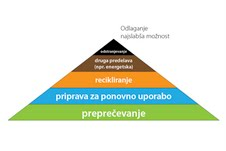 Odlaganje
najslabša možnost
odstranjevanje
druga predelava
(npr. energetska)
recikliranje
priprava za ponovno uporabo
preprečevanje